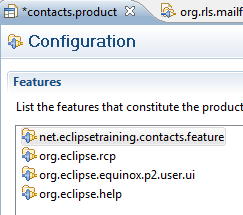 *contacts.product
org.rls.mailf
Configuration
Features
List the features that constitute the product
net.eclipsetraining.contacts.feature
org.eclipse.rcp
org.eclipse.equinox.p2.user.ui
org.eclipse.help